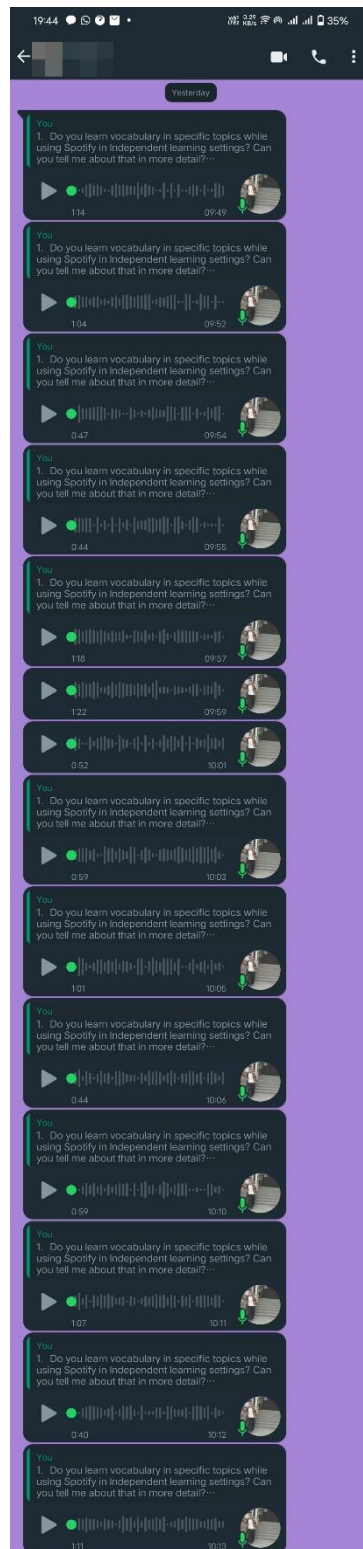 19:44 35%
Yesterday
You
1. Do you learn vocabulary in specific topics while
using Spotify in Independent learning settings? Can
you tell me about that in more detail?···
1:14 09:49
You
1. Do you learn vocabulary in specific topics while
using Spotify in Independent learning settings? Can
you tell me about that in more detail?···
1:04 09:52
You
1. Do you learn vocabulary in specific topics while
using Spotify in Independent learning settings? Can
you tell me about that in more detail?···
0:47 09:54
You
1. Do you learn vocabulary in specific topics while
using Spotify in Independent learning settings? Can
you tell me about that in more detail?···
0:44 09:55
You
1. Do you learn vocabulary in specific topics while
using Spotify in Independent learning settings? Can
you tell me about that in more detail?···
1:18 09:57
1:22 09:59
0:52 10:01
You
1. Do you learn vocabulary in specific topics while
using Spotify in Independent learning settings? Can
you tell me about that in more detail?···
0:59 10:03
You
1. Do you learn vocabulary in specific topics while
using Spotify in Independent learning settings? Can
you tell me about that in more detail?···
1:01 10:05
You
1. Do you learn vocabulary in specific topics while
using Spotify in Independent learning settings? Can
you tell me about that in more detail?···
0:44 10:06
You
1. Do you learn vocabulary in specific topics while
using Spotify in Independent learning settings? Can
you tell me about that in more detail?···
0:59 10:10
You
1. Do you learn vocabulary in specific topics while
using Spotify in Independent learning settings? Can
you tell me about that in more detail?···
1:07 10:11
You
1. Do you learn vocabulary in specific topics while
using Spotify in Independent learning settings? Can
you tell me about that in more detail?···
0:40 10:12
You
1. Do you learn vocabulary in specific topics while
using Spotify in Independent learning settings? Can
you tell me about that in more detail?···
1:11 10:13